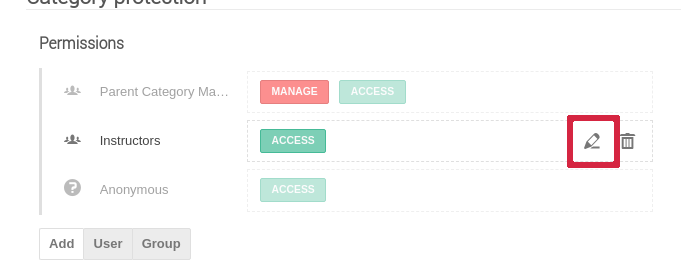 Category protection
Permissions
Parent Category Ma... MANAGE ACCESS
Instructors ACCESS
? Anonymous ACCESS
Add User Group